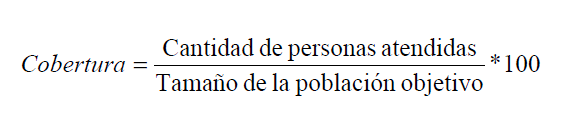 Cantidad de personas atendidas
Cobertura = *100
Tamaño de la población objetivo